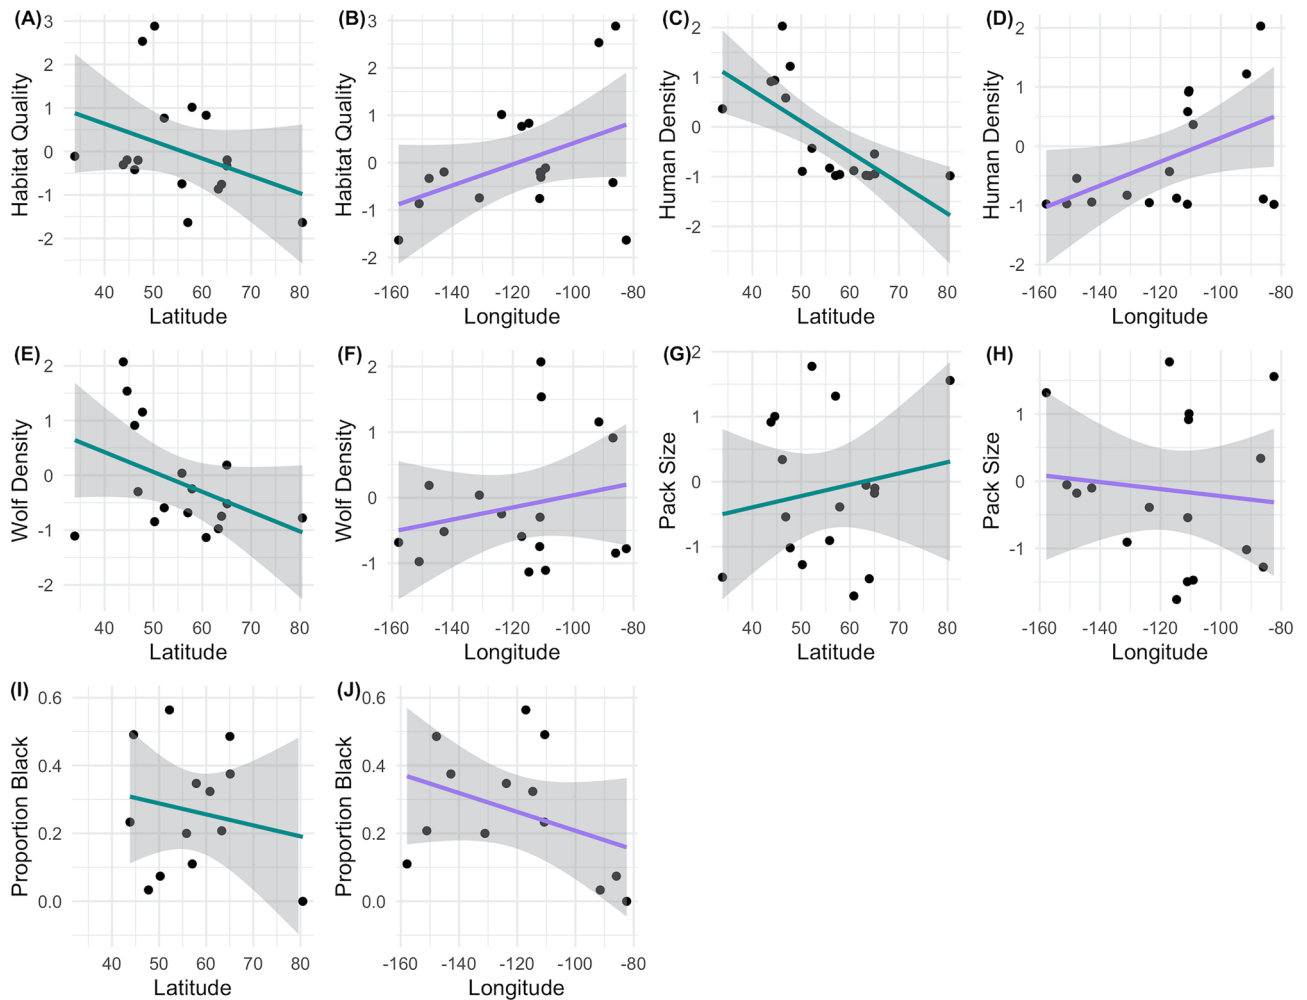 (A)
3
2
1
0
-1
-2
Habitat Quality
40 50 60 70 80
Latitude
(B)
3
2
1
0
-1
-2
Habitat Quality
-160 -140 -120 -100 -80
Longitude
(C)
2
1
0
-1
-2
Human Density
40 50 60 70 80
Latitude
(D)
2
1
0
-1
-2
Human Density
-160 -140 -120 -100 -80
Longitude
(E)
2
1
0
-1
-2
Wolf Density
40 50 60 70 80
Latitude
(F)
2
1
0
-1
Wolf Density
-160 -140 -120 -100 -80
Longitude
(G)
2
1
0
-1
Pack Size
40 50 60 70 80
Latitude
(H)
1
0
-1
Pack Size
-160 -140 -120 -100 -80
Longitude
(I)
0.6
0.4
0.2
0.0
Proportion Black
40 50 60 70 80
Latitude
(J)
0.6
0.4
0.2
0.0
Proportion Black
-160 -140 -120 -100 -80
Longitude